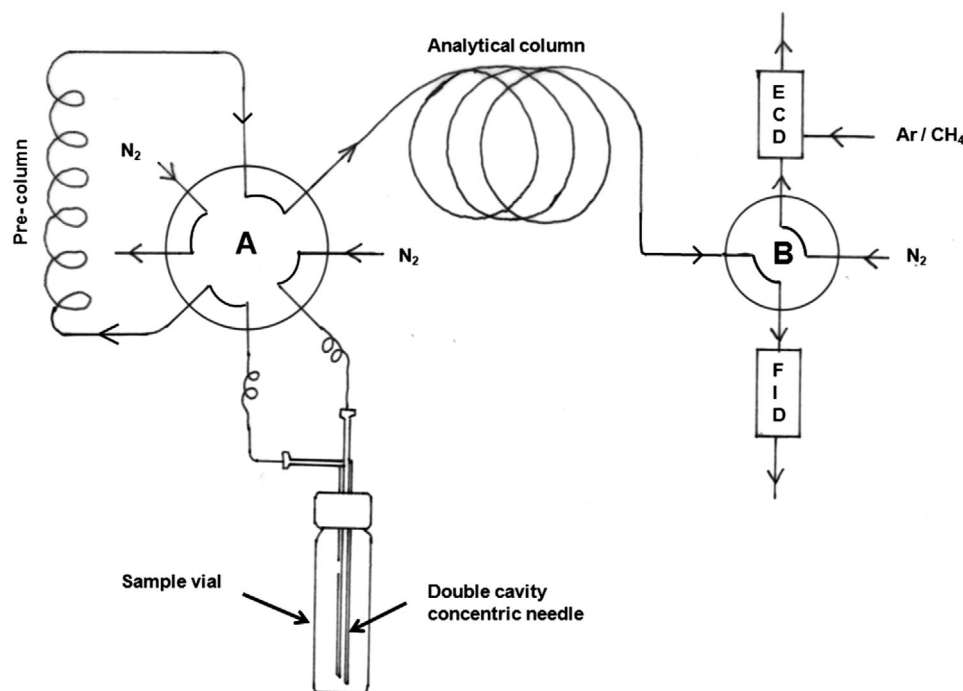 Analytical column
E
C
D
Ar / CH₄
Pre- column
N₂
A
N₂
B
N₂
F
I
D
Sample vial
Double cavity
concentric needle